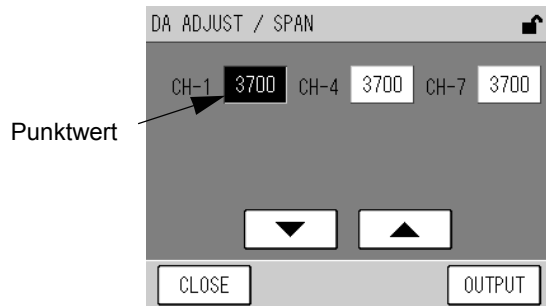 DA ADJUST / SPAN
CH-1 3700 CH-4 3700 CH-7 3700
Punktwert
CLOSE OUTPUT